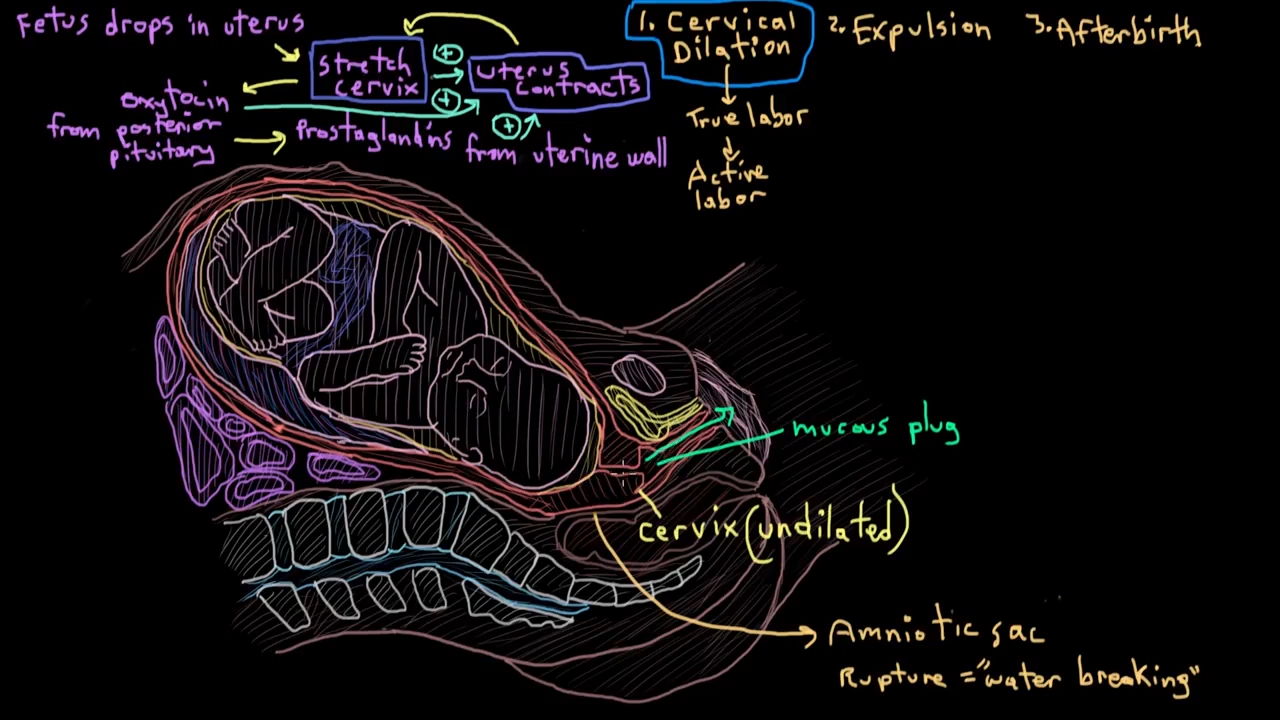 Fetus drops in uterus
stretch
cervix
+
+
uterus
contracts
oxytocin
from posterior
pituitary
Prostaglandins from uterine wall
+
1. Cervical
Dilation
2. Expulsion
3. Afterbirth
True labor
Active
labor
mucous plug
cervix (undilated)
Amniotic sac
Rupture = "water breaking"